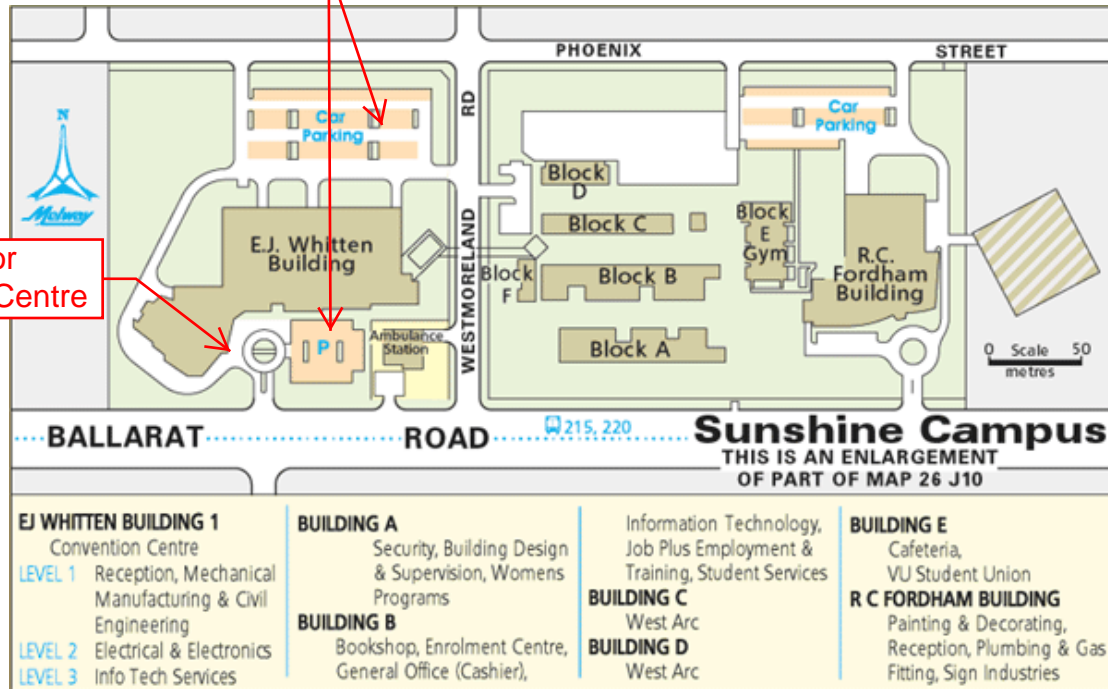 PHOENIX STREET
RD
N
Car
Parking
Car
Parking
Melway
Block
D
Block C
Block
E
Gym
E.J. Whitten
Building
WESTMORELAND
Block
F
Block B
R.C.
Fordham
Building
or
Centre
P
Ambulance
Station
Block A
0 Scale 50
metres
BALLARAT ROAD
215, 220
Sunshine Campus
THIS IS AN ENLARGEMENT
OF PART OF MAP 26 J10
EJ WHITTEN BUILDING 1
Convention Centre
LEVEL 1 Reception, Mechanical
Manufacturing & Civil
Engineering
LEVEL 2 Electrical & Electronics
LEVEL 3 Info Tech Services
BUILDING A
Security, Building Design
& Supervision, Womens
Programs
BUILDING B
Bookshop, Enrolment Centre,
General Office (Cashier),
Information Technology,
Job Plus Employment &
Training, Student Services
BUILDING C
West Arc
BUILDING D
West Arc
BUILDING E
Cafeteria,
VU Student Union
R C FORDHAM BUILDING
Painting & Decorating,
Reception, Plumbing & Gas
Fitting, Sign Industries